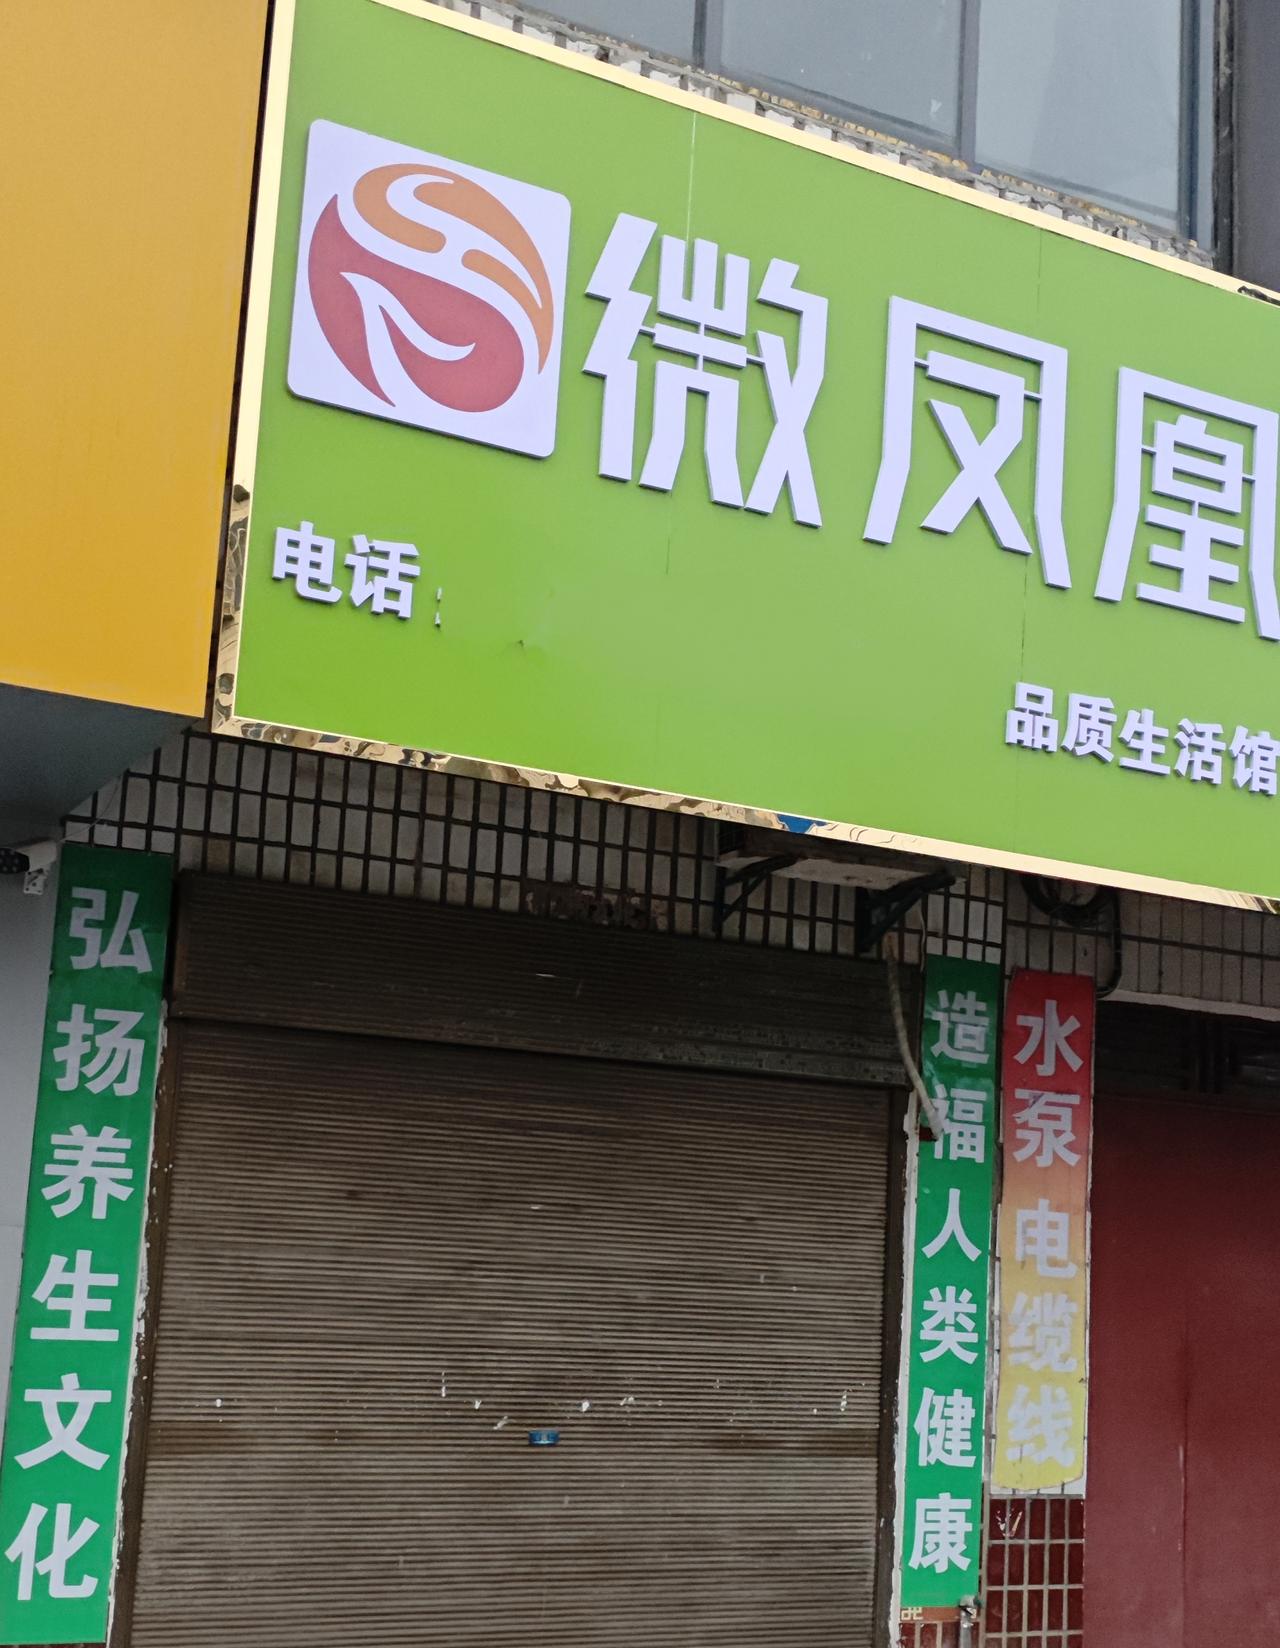 微凤凰
电话：
品质生活馆
弘扬养生文化
造福人类健康
水泵电缆线